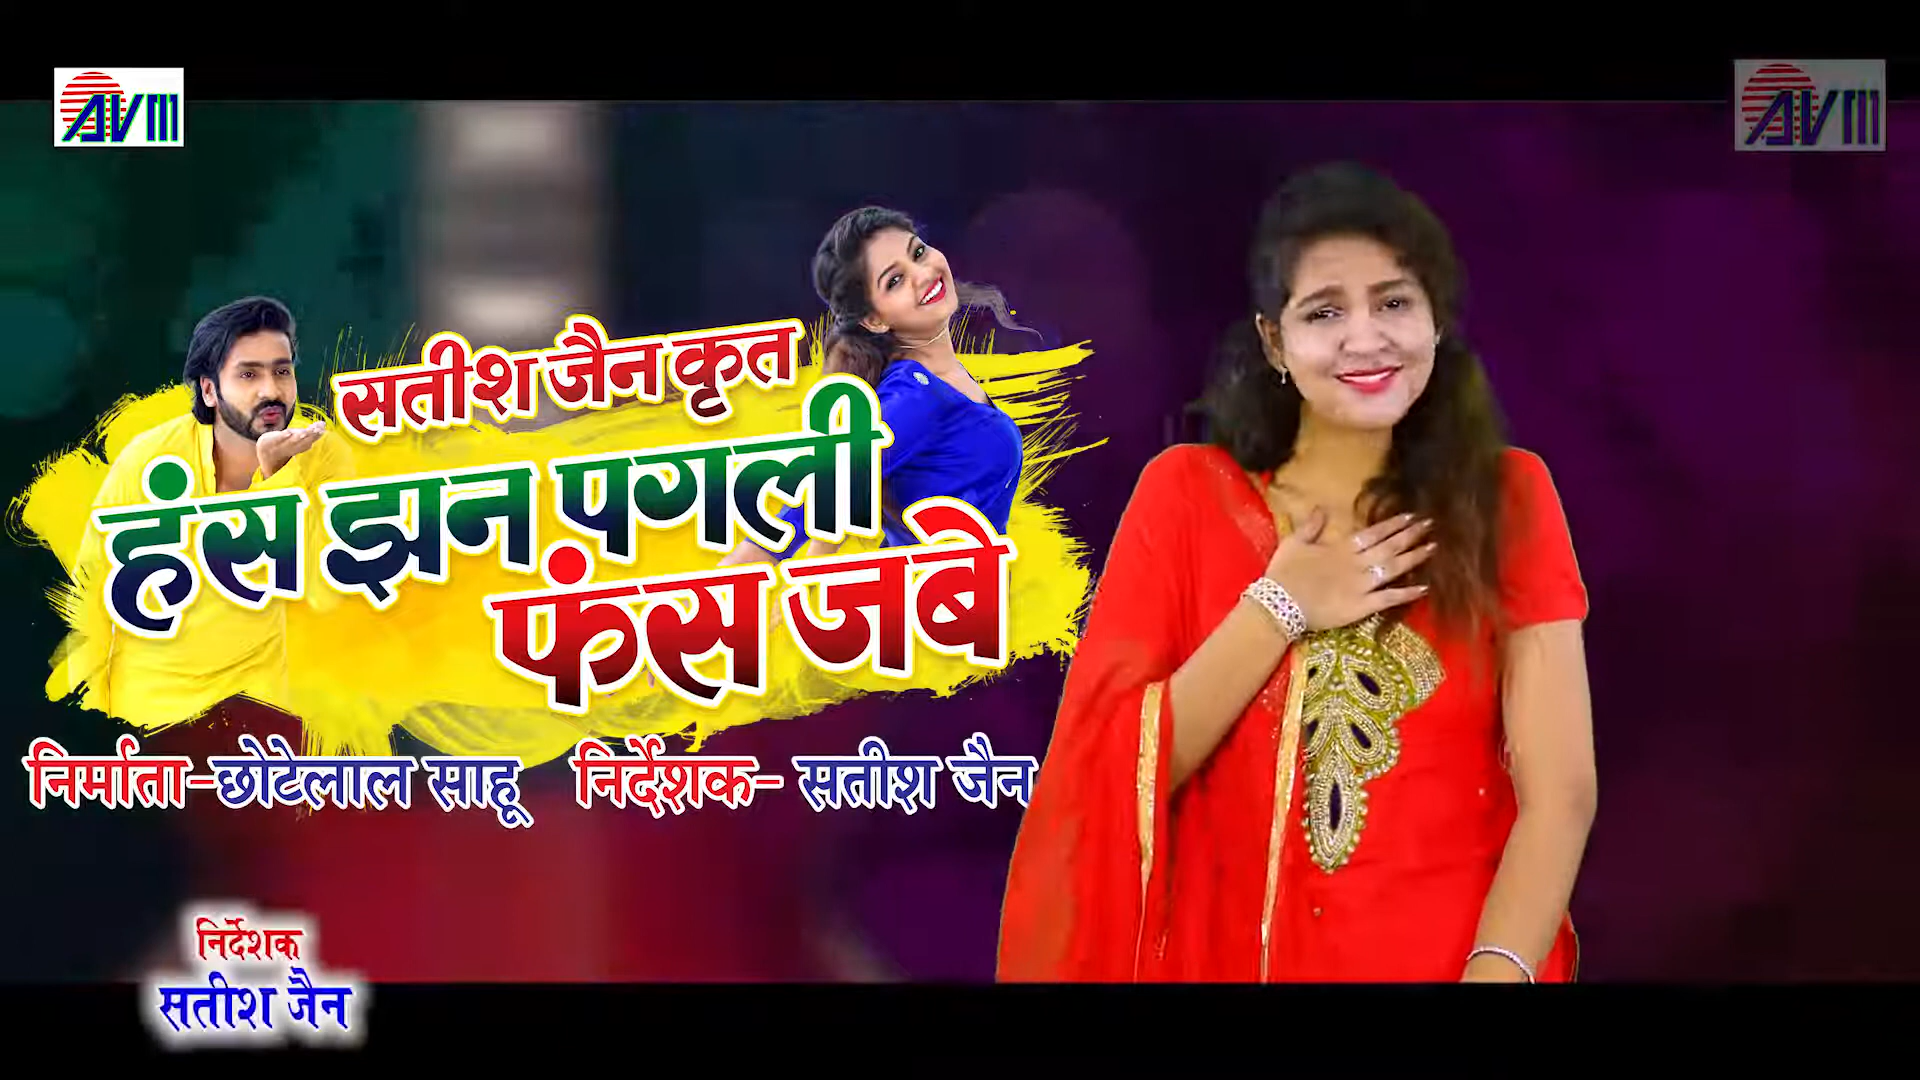 AVM
AVM
सतीश जैन कृत
हंस झन पगली
फंस जबे
निर्माता-छोटेलाल साहू निर्देशक- सतीश जैन
निर्देशक
सतीश जैन